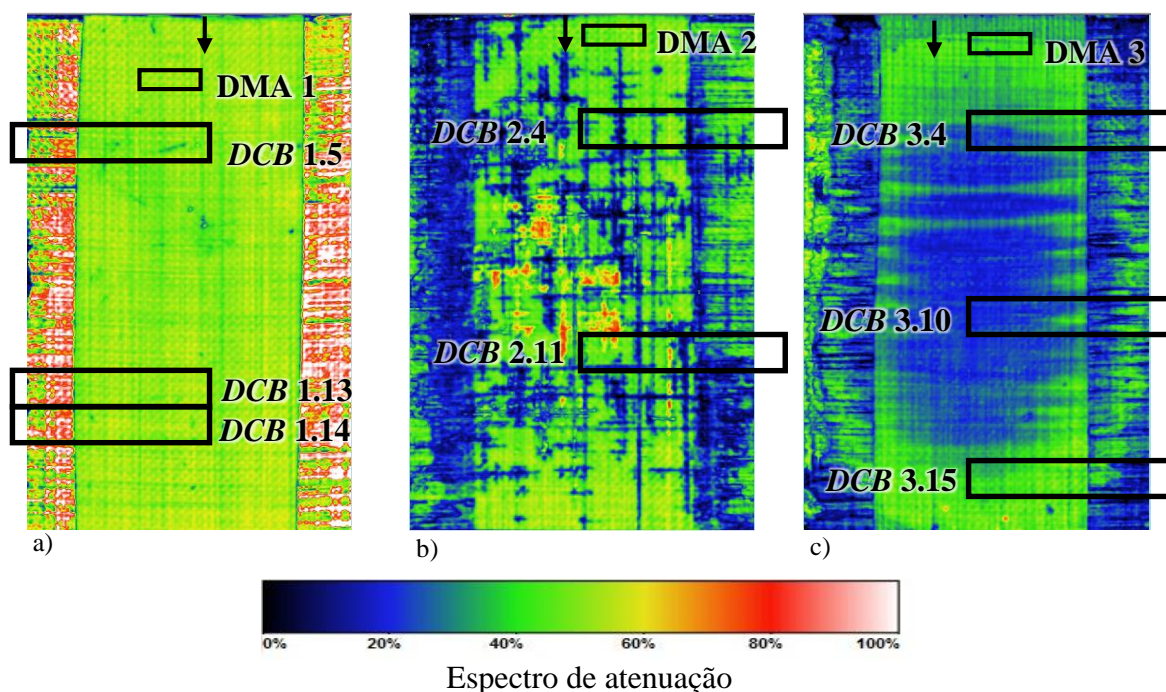 DMA 1
DCB 1.5
DCB 1.13
DCB 1.14
a)
DMA 2
DCB 2.4
DCB 2.11
b)
DMA 3
DCB 3.4
DCB 3.10
DCB 3.15
c)
0% 20% 40% 60% 80% 100%
Espectro de atenuação